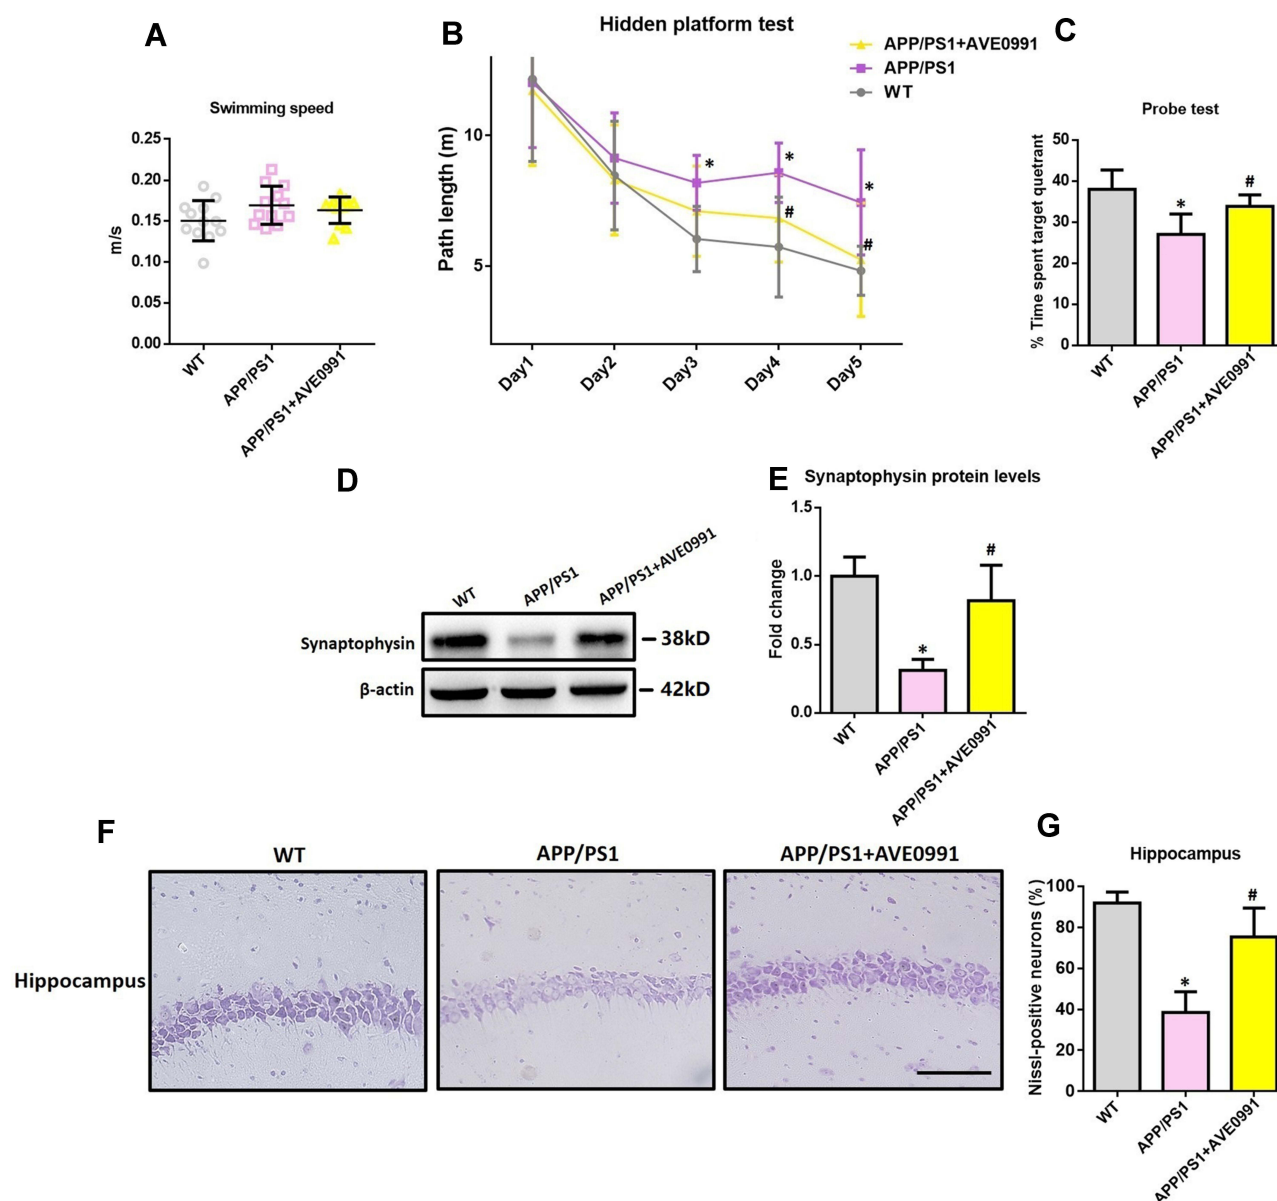 A
Swimming speed
0.25
0.20
0.15
0.10
0.05
0.00
m/s
WT
APP/PS1
APP/PS1+AVE0991
B
Hidden platform test
APP/PS1+AVE0991
APP/PS1
WT
Path length (m)
10
5
*
*
#
*
#
Day1
Day2
Day3
Day4
Day5
C
Probe test
% Time spent target quetrant
50
40
30
20
10
0
*
#
WT
APP/PS1
APP/PS1+AVE0991
D
WT
APP/PS1
APP/PS1+AVE0991
Synaptophysin
38kD
β-actin
42kD
E
Synaptophysin protein levels
Fold change
1.5
1.0
0.5
0.0
*
#
WT
APP/PS1
APP/PS1+AVE0991
F
WT
APP/PS1
APP/PS1+AVE0991
Hippocampus
G
Hippocampus
Nissl-positive neurons (%)
100
80
60
40
20
0
*
#
WT
APP/PS1
APP/PS1+AVE0991